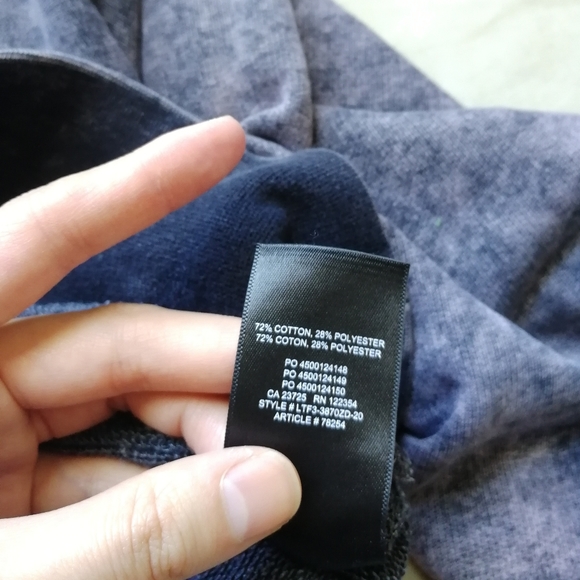 72% COTTON, 28% POLYESTER
72% COTON, 28% POLYESTER
PO 4500124148
PO 4500124149
PO 4500124150
CA 23725 RN 122354
STYLE # LTF3-3870ZD-20
ARTICLE # 78254